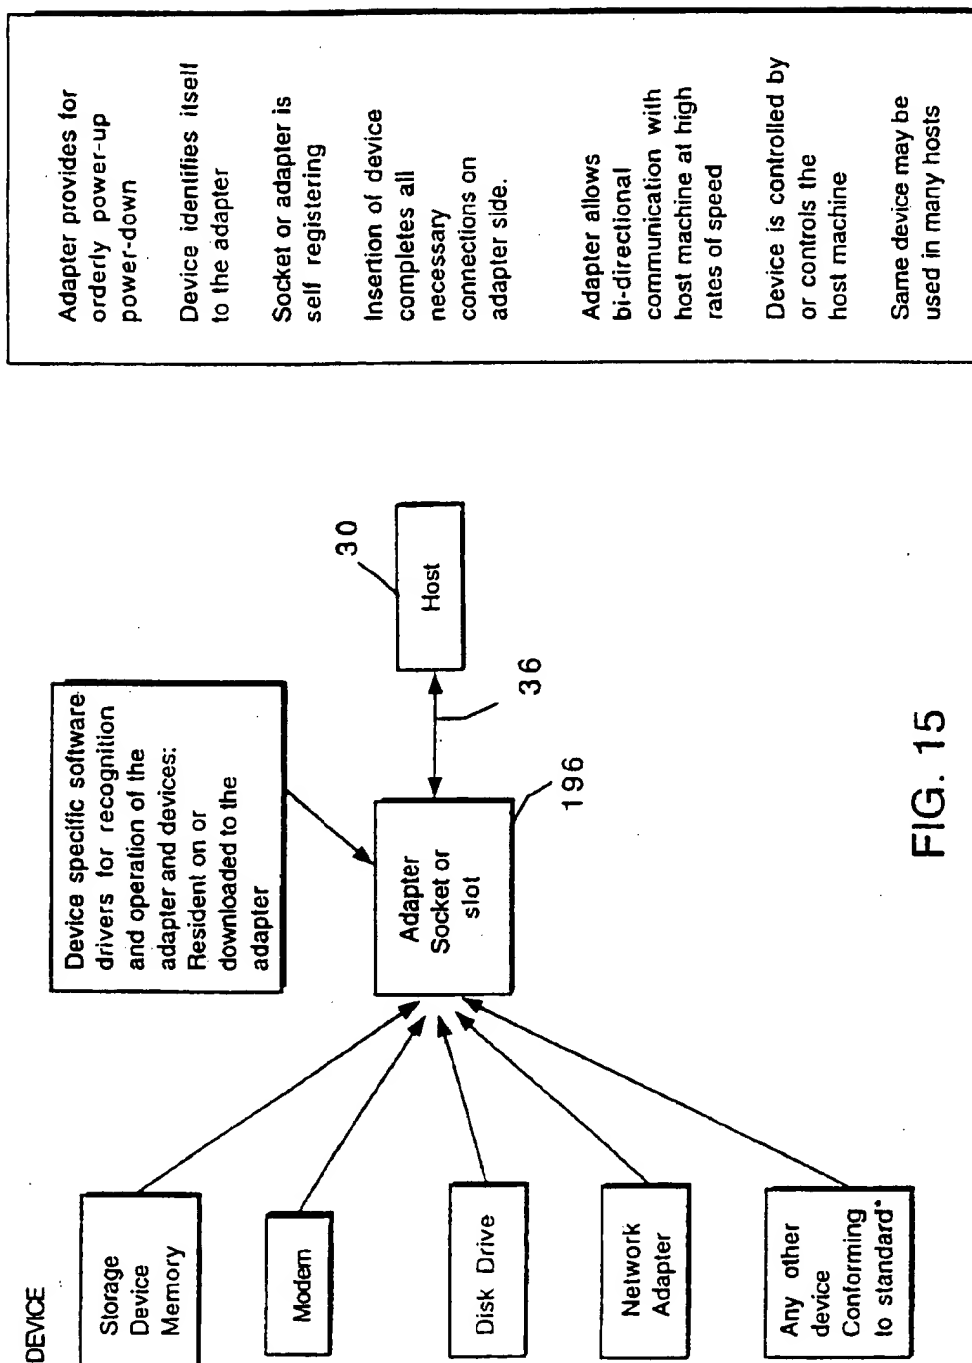 DEVICE
Storage
Device
Memory
Modem
Disk Drive
Network
Adapter
Any other
device
Conforming
to standard*
Device specific software
drivers for recognition
and operation of the
adapter and devices:
Resident on or
downloaded to the
adapter
Adapter
Socket or
slot
196
36
Host
30
Adapter provides for
orderly power-up
power-down
Device identifies itself
to the adapter
Socket or adapter is
self registering
Insertion of device
completes all
necessary
connections on
adapter side.
Adapter allows
bi-directional
communication with
host machine at high
rates of speed
Device is controlled by
or controls the
host machine
Same device may be
used in many hosts
FIG. 15